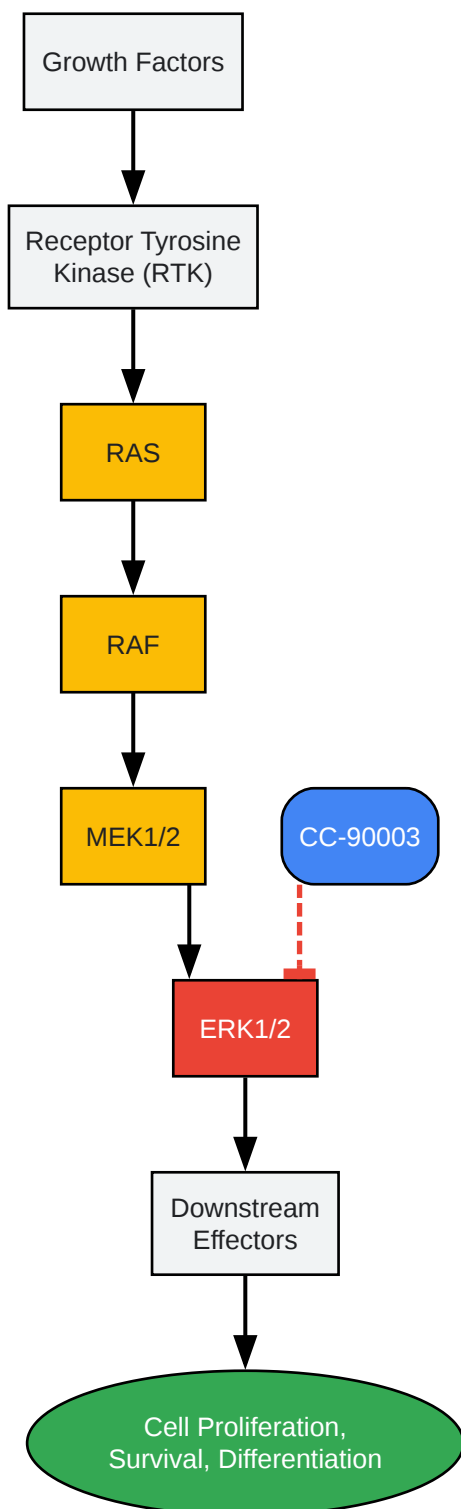 Growth Factors
Receptor Tyrosine
Kinase (RTK)
RAS
RAF
MEK1/2
CC-90003
ERK1/2
Downstream
Effectors
Cell Proliferation,
Survival, Differentiation